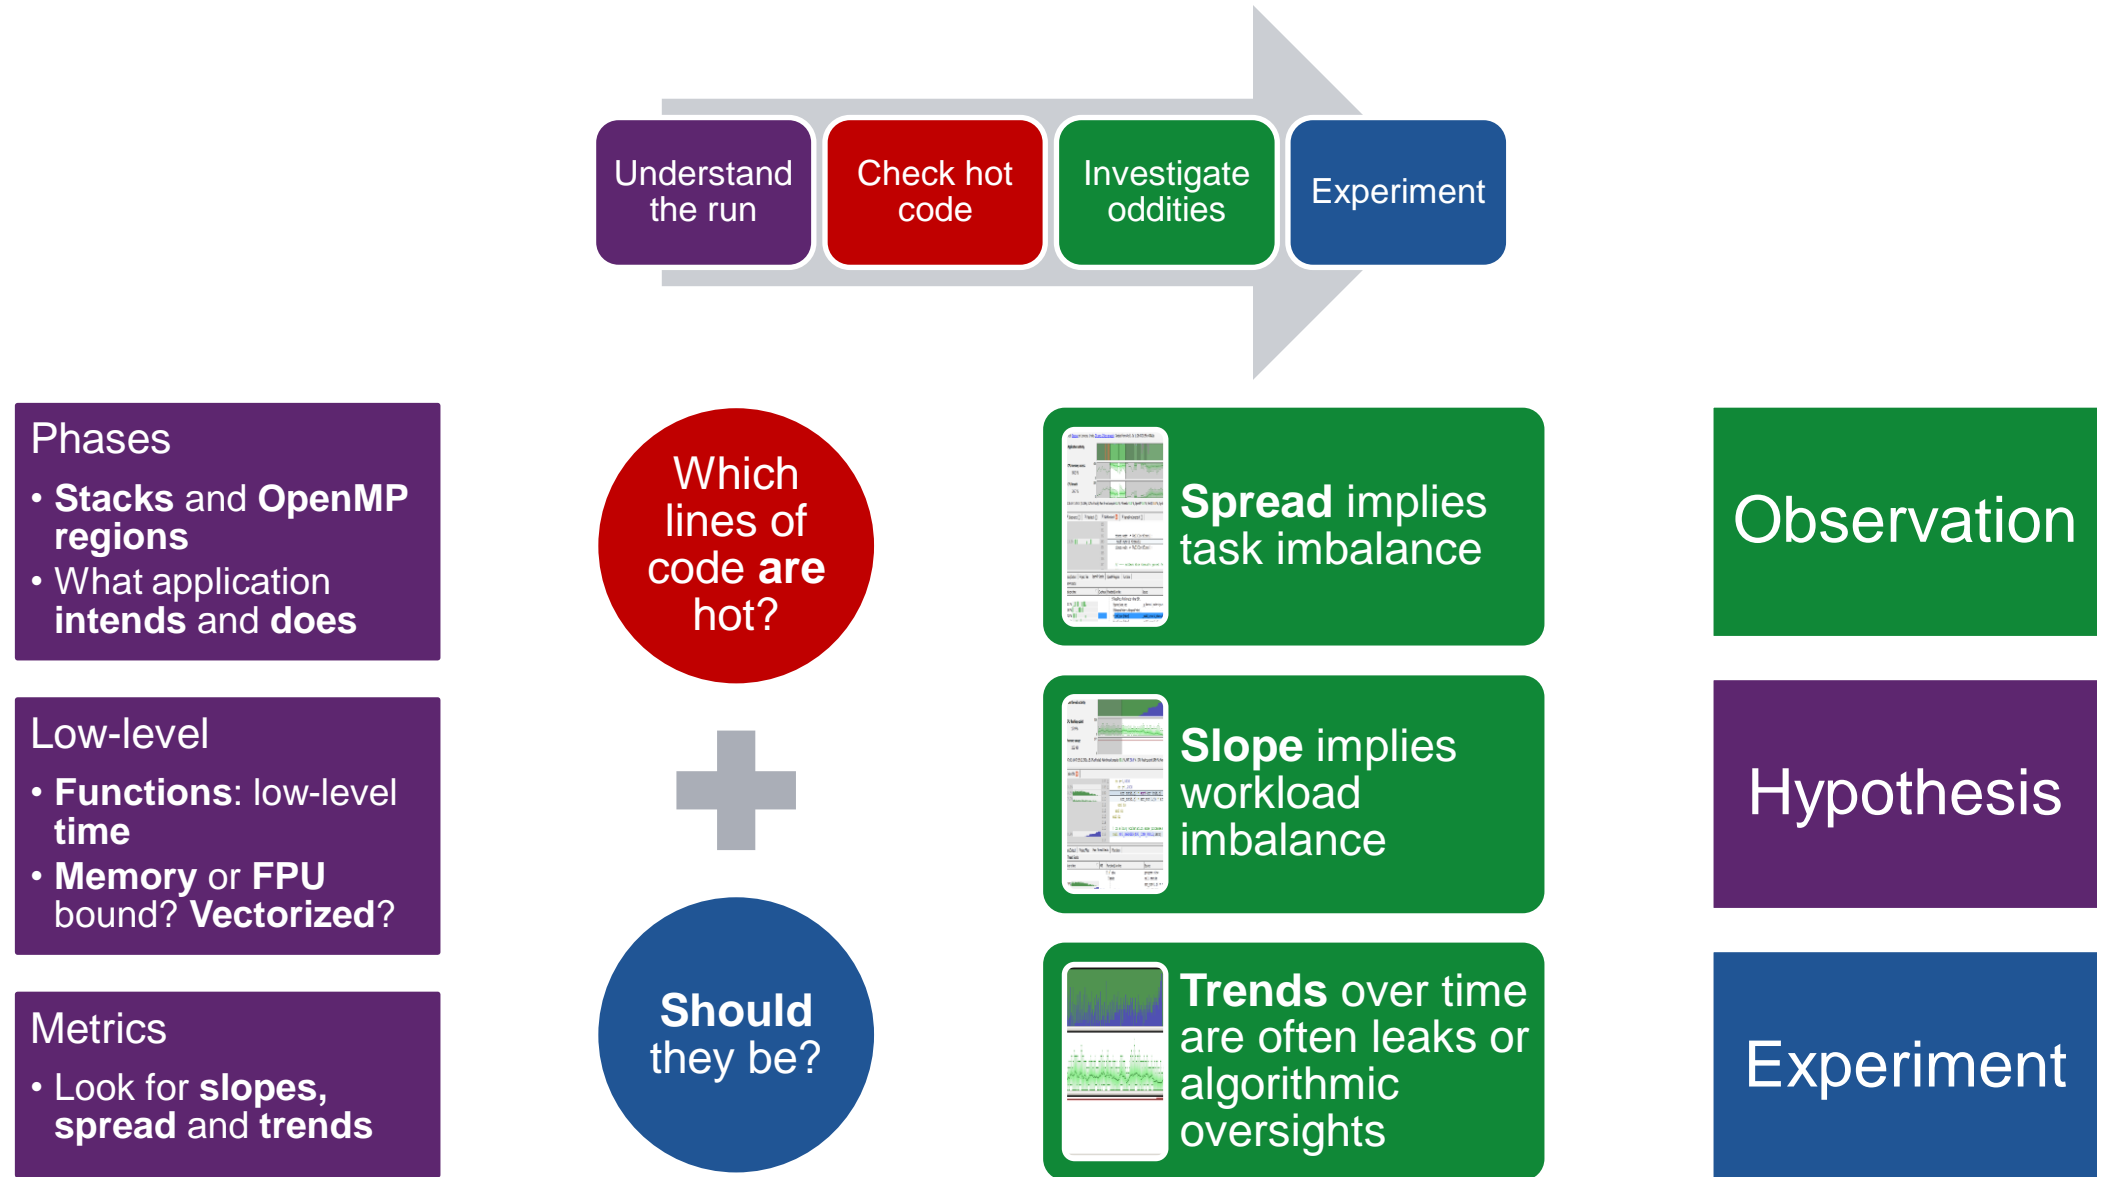 Understand
the run
Check hot
code
Investigate
oddities
Experiment
Phases
• Stacks and OpenMP
regions
• What application
intends and does
Low-level
• Functions: low-level
time
• Memory or FPU
bound? Vectorized?
Metrics
• Look for slopes,
spread and trends
Which
lines of
code are
hot?
Should
they be?
Spread implies
task imbalance
Slope implies
workload
imbalance
Trends over time
are often leaks or
algorithmic
oversights
Observation
Hypothesis
Experiment